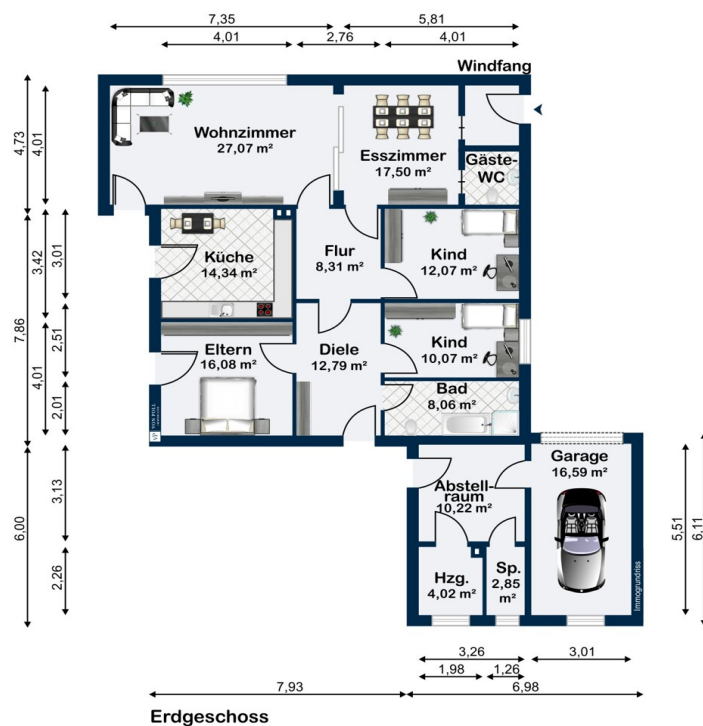 7,35
5,81
4,01
2,76
4,01
Windfang
Wohnzimmer
27,07 m²
Esszimmer
17,50 m²
Gäste-
WC
4,73
4,01
Küche
14,34 m²
Flur
8,31 m²
Kind
12,07 m²
3,42
3,01
7,86
Eltern
16,08 m²
Diele
12,79 m²
Kind
10,07 m²
2,51
4,01
2,01
Bad
8,06 m²
VON POLL
VP
Garage
16,59 m²
Abstell-
raum
10,22 m²
3,13
6,00
2,26
5,51
6,11
Hzg.
4,02 m²
Sp.
2,85
m²
Immogrundriss
3,26
3,01
1,98
1,26
7,93
6,98
Erdgeschoss